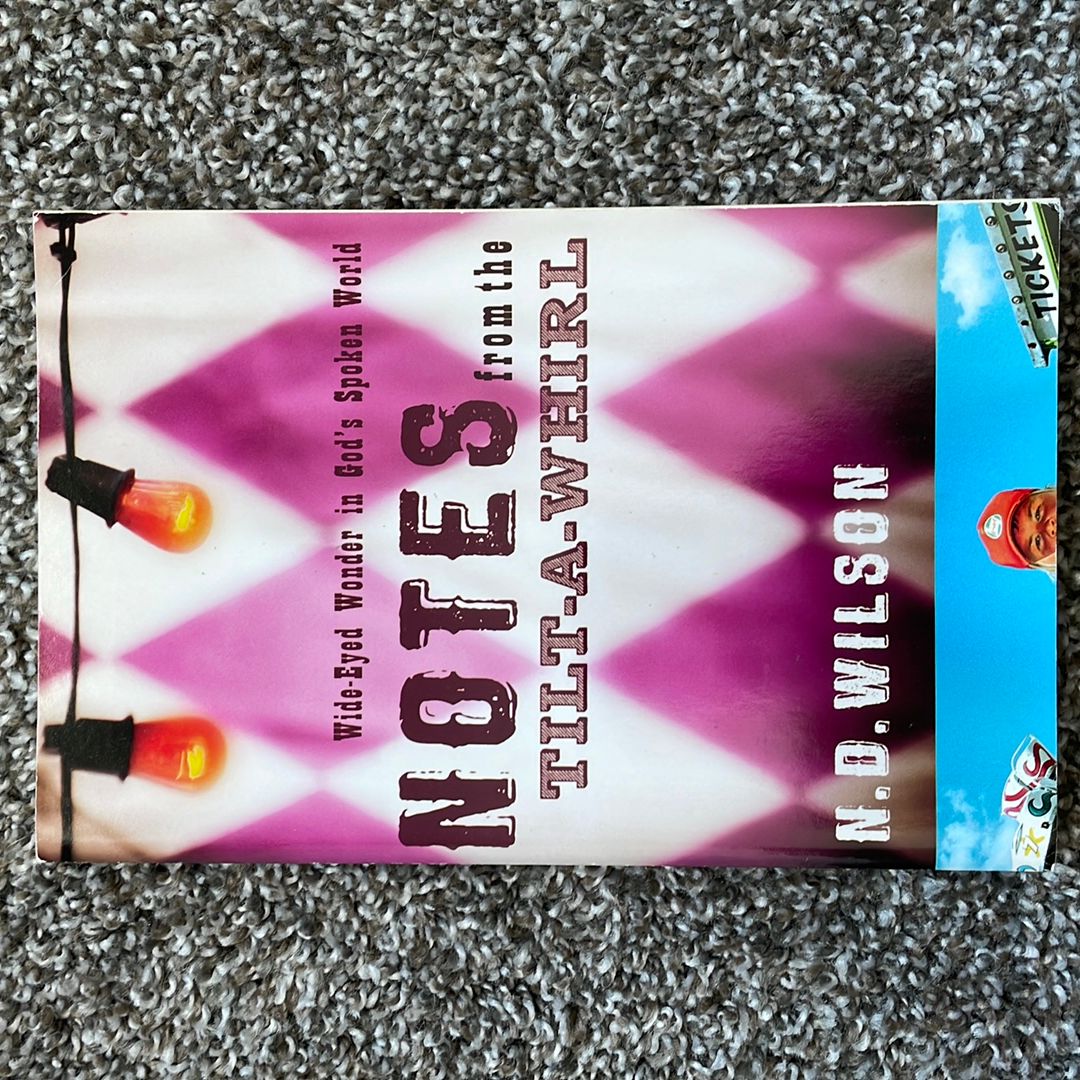 Wide-Eyed Wonder in God's Spoken World
NOTES
from the
TILT-A-WHIRL
N.D.WILSON
TICKETS